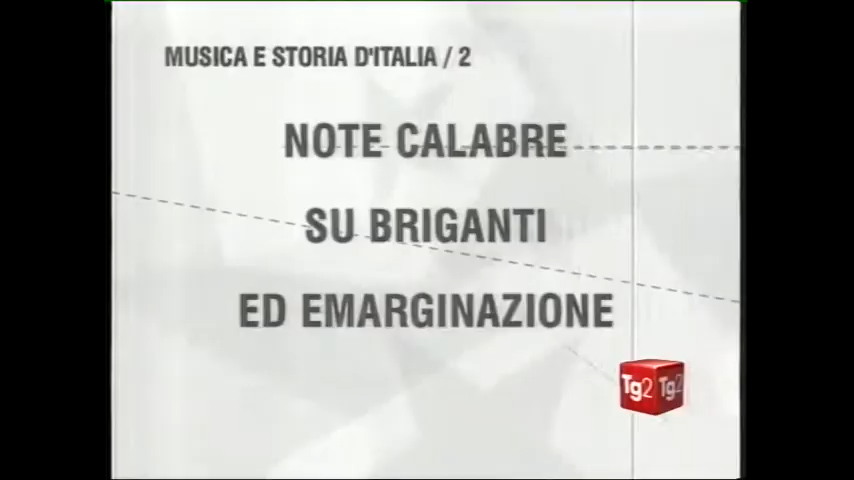 MUSICA E STORIA D'ITALIA / 2
NOTE CALABRE
SU BRIGANTI
ED EMARGINAZIONE
Tg2 Tg2